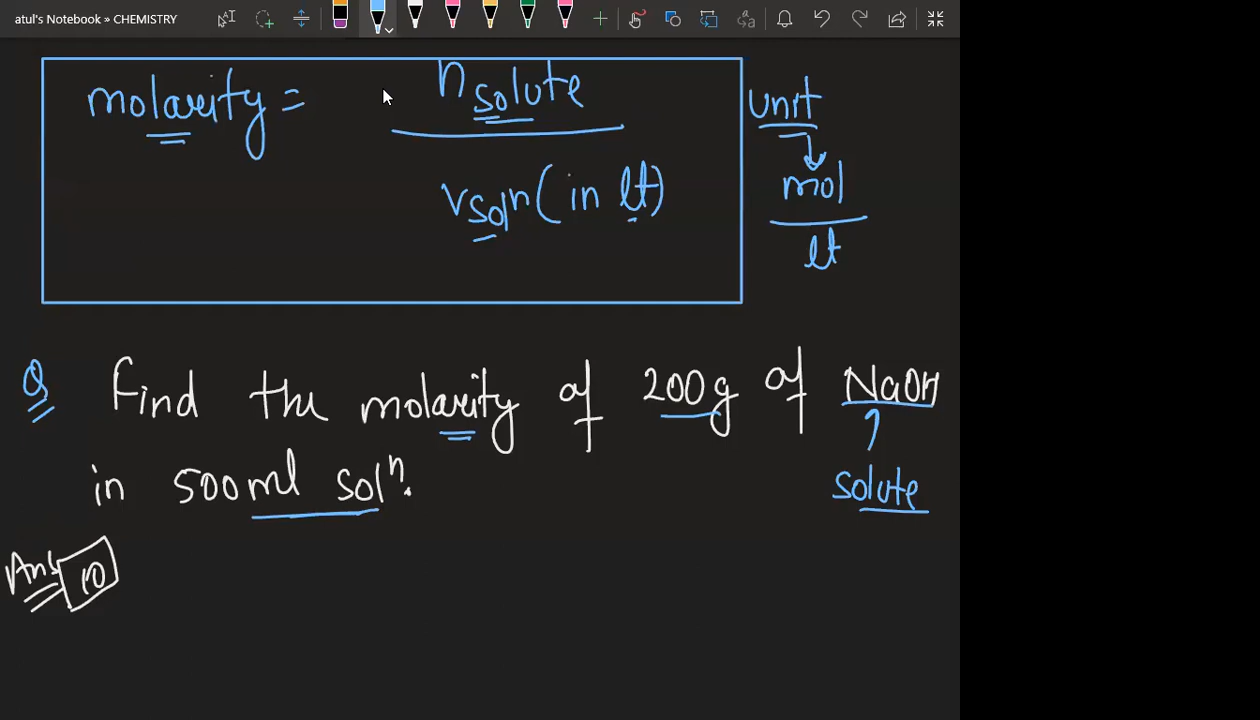 atul's Notebook » CHEMISTRY
molarity = n solute unit
mol
v solⁿ (in lt)
lt
Q find the molarity of 200g of NaOH
in 500ml solⁿ. solute
Ans 10